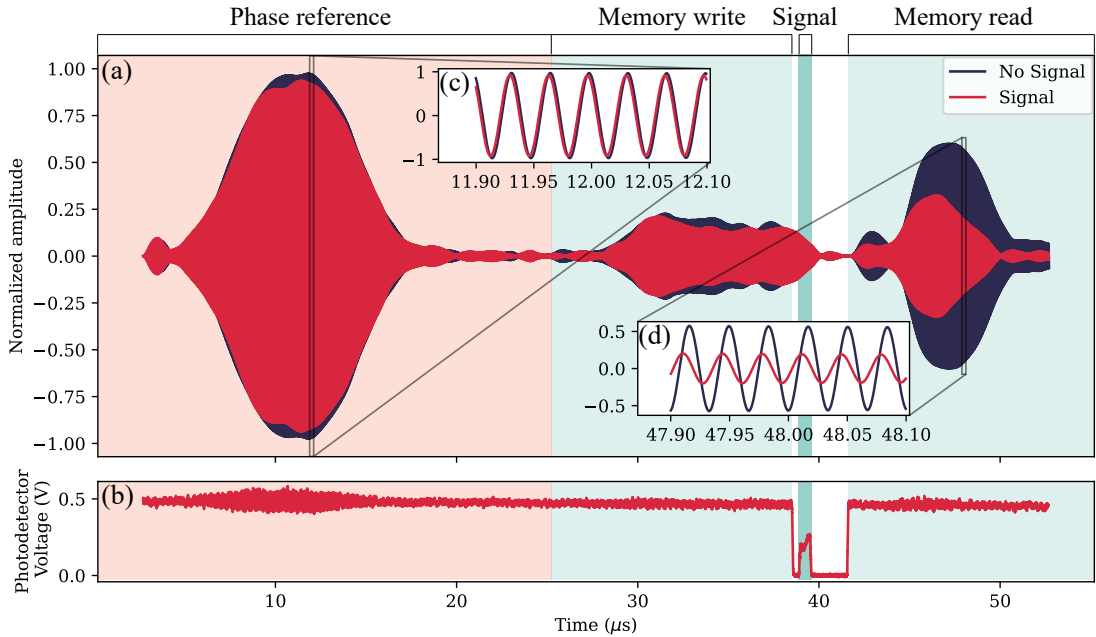 Phase reference Memory write Signal Memory read
(a)
No Signal
Signal
1.00
0.75
0.50
0.25
0.00
−0.25
−0.50
−0.75
−1.00
Normalized amplitude
(c)
1
0
−1
11.90 11.95 12.00 12.05 12.10
(d)
0.5
0.0
−0.5
47.90 47.95 48.00 48.05 48.10
(b)
0.5
0.0
Photodetector
Voltage (V)
10 20 30 40 50
Time (μs)